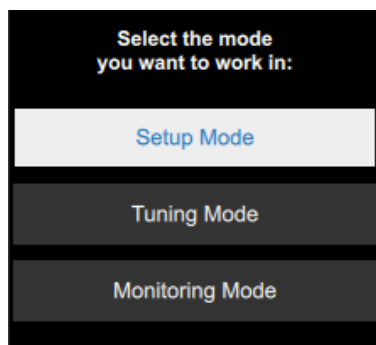 Select the mode
you want to work in:
Setup Mode
Tuning Mode
Monitoring Mode